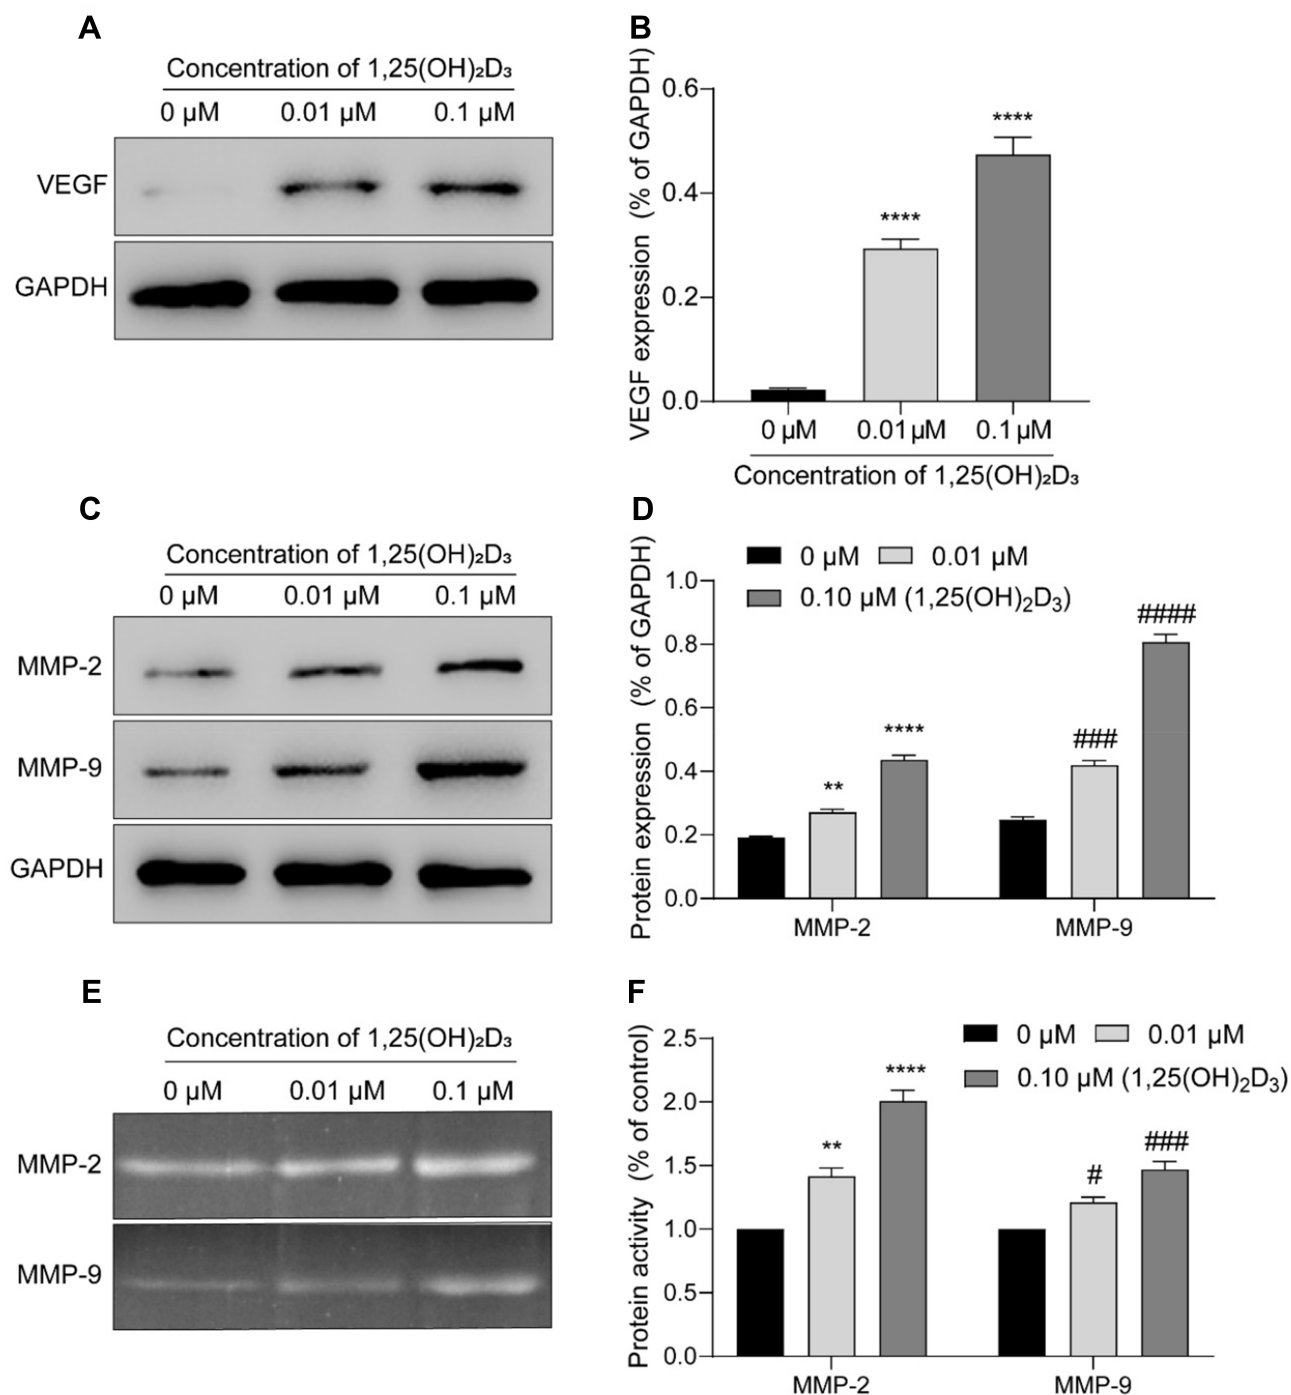 A
Concentration of 1,25(OH)₂D₃
0 µM 0.01 µM 0.1 µM
VEGF
GAPDH
B
VEGF expression (% of GAPDH)
0.6
0.4
0.2
0.0
****
****
0 µM 0.01 µM 0.1 µM
Concentration of 1,25(OH)₂D₃
C
Concentration of 1,25(OH)₂D₃
0 µM 0.01 µM 0.1 µM
MMP-2
MMP-9
GAPDH
D
Protein expression (% of GAPDH)
0 µM 0.01 µM
0.10 µM (1,25(OH)₂D₃)
1.0
0.8
0.6
0.4
0.2
0.0
** **** ### ####
MMP-2 MMP-9
E
Concentration of 1,25(OH)₂D₃
0 µM 0.01 µM 0.1 µM
MMP-2
MMP-9
F
Protein activity (% of control)
0 µM 0.01 µM
0.10 µM (1,25(OH)₂D₃)
2.5
2.0
1.5
1.0
0.5
0.0
** **** # ###
MMP-2 MMP-9